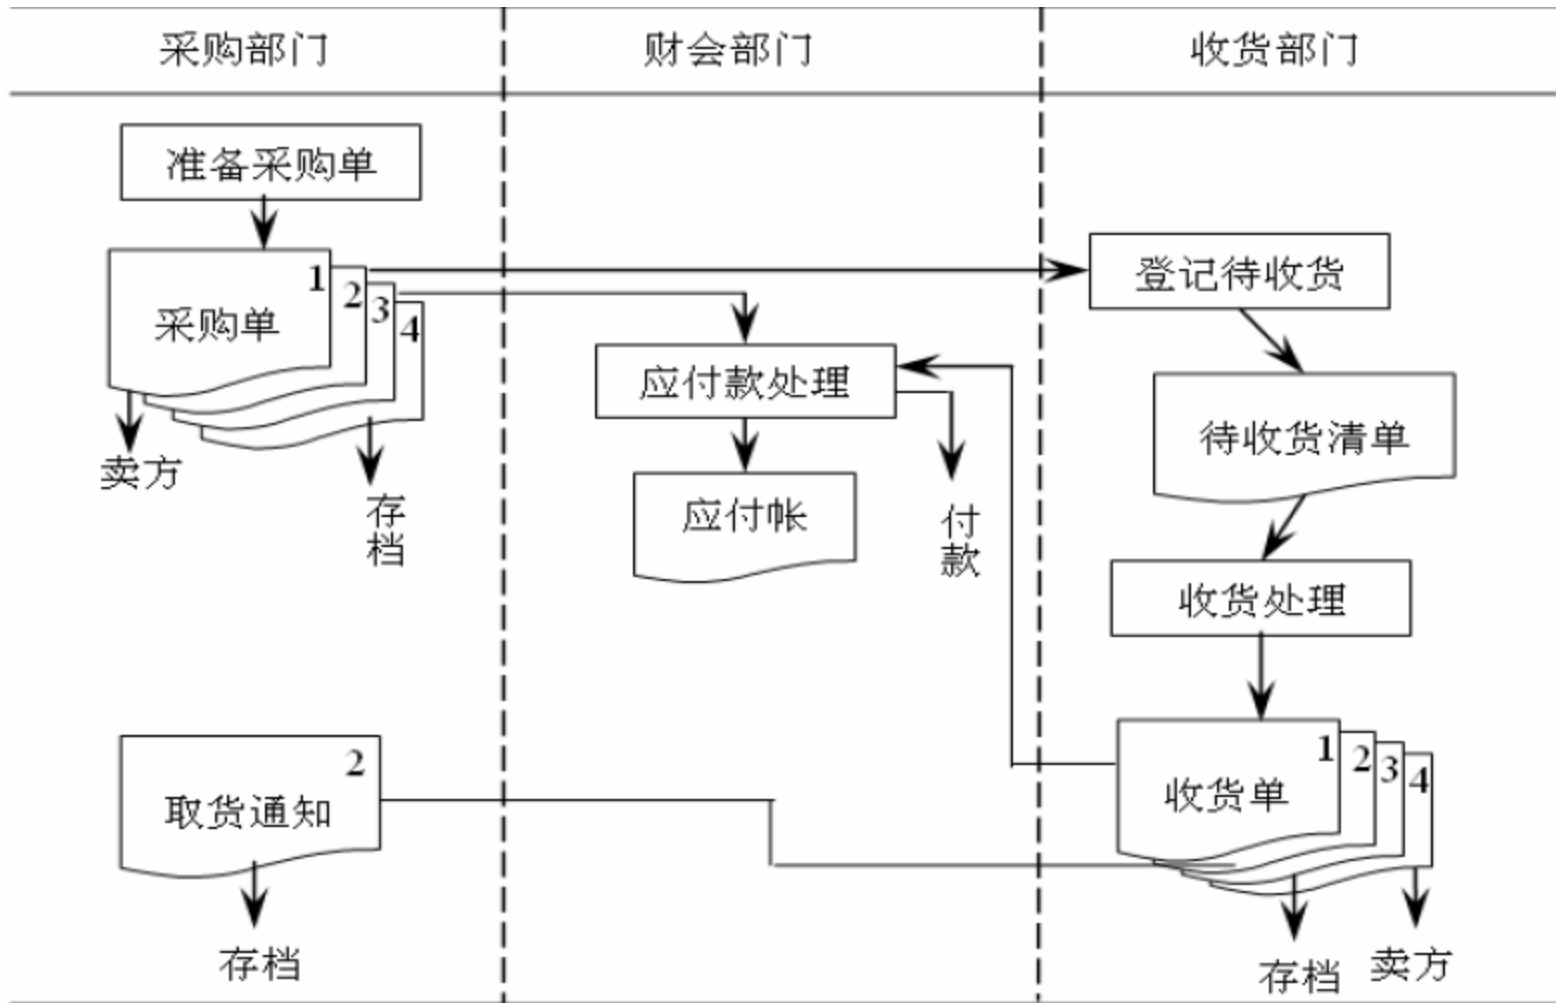 采购部门
财会部门
收货部门
准备采购单
采购单
1
2
3
4
卖方
存档
应付款处理
应付帐
付款
登记待收货
待收货清单
收货处理
收货单
1
2
3
4
存档
卖方
取货通知
2
存档